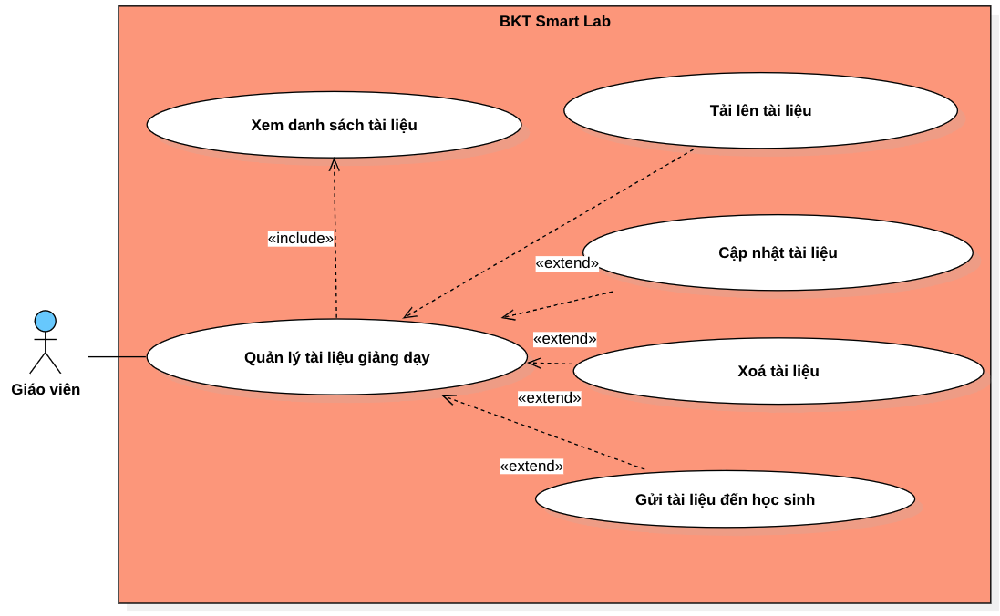 BKT Smart Lab
Xem danh sách tài liệu
Tải lên tài liệu
«include»
Cập nhật tài liệu
«extend»
Quản lý tài liệu giảng dạy
«extend»
Xoá tài liệu
Giáo viên
«extend»
«extend»
Gửi tài liệu đến học sinh